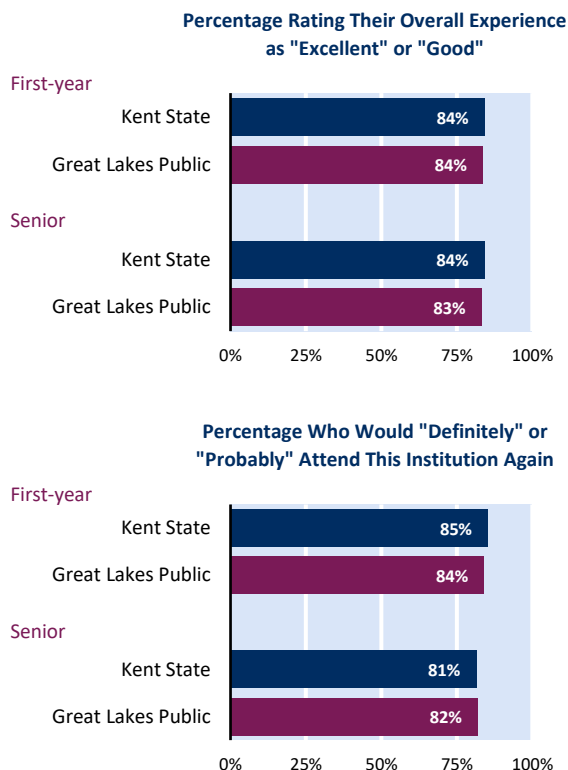 Percentage Rating Their Overall Experience
as "Excellent" or "Good"
First-year
Kent State 84%
Great Lakes Public 84%
Senior
Kent State 84%
Great Lakes Public 83%
0% 25% 50% 75% 100%
Percentage Who Would "Definitely" or
"Probably" Attend This Institution Again
First-year
Kent State 85%
Great Lakes Public 84%
Senior
Kent State 81%
Great Lakes Public 82%
0% 25% 50% 75% 100%